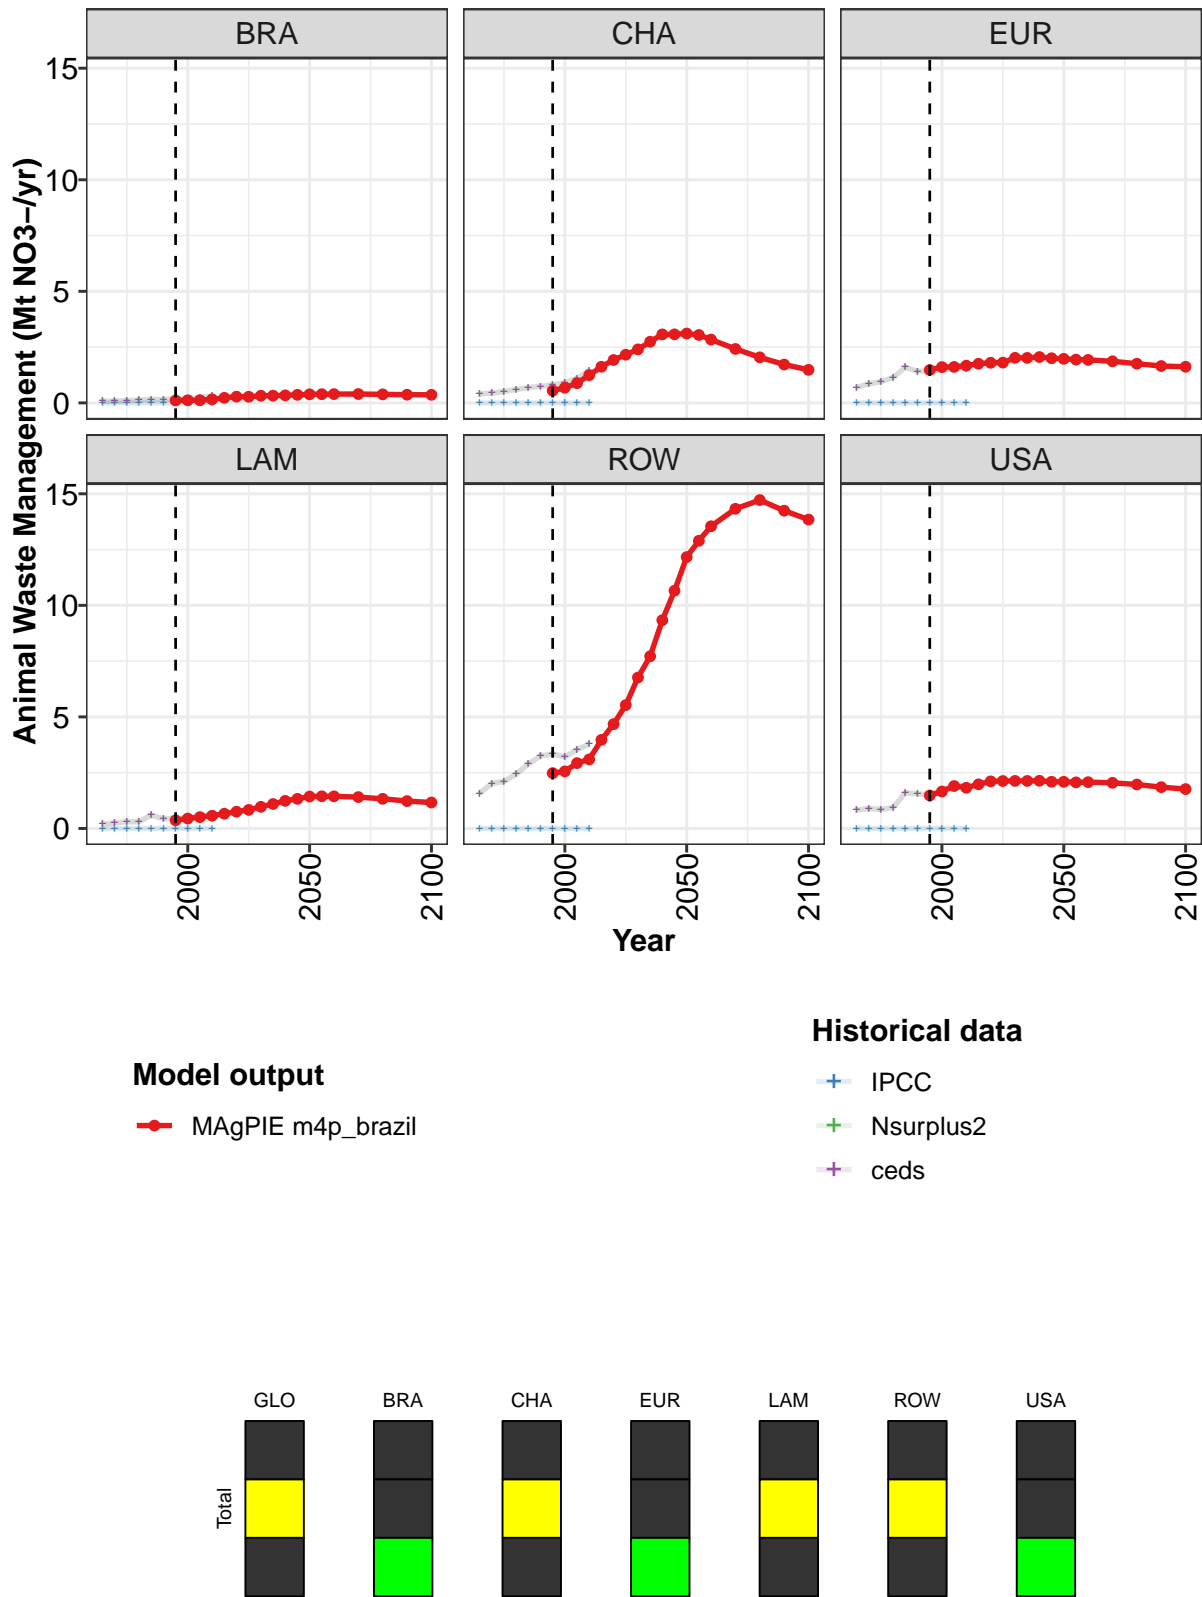 BRA
CHA
EUR
15
10
5
0
Animal Waste Management (Mt NO3−/yr)
LAM
ROW
USA
15
10
5
0
2000
2050
2100
2000
2050
2100
2000
2050
2100
Year
Model output
MAgPIE m4p_brazil
Historical data
IPCC
Nsurplus2
ceds
GLO
BRA
CHA
EUR
LAM
ROW
USA
Total